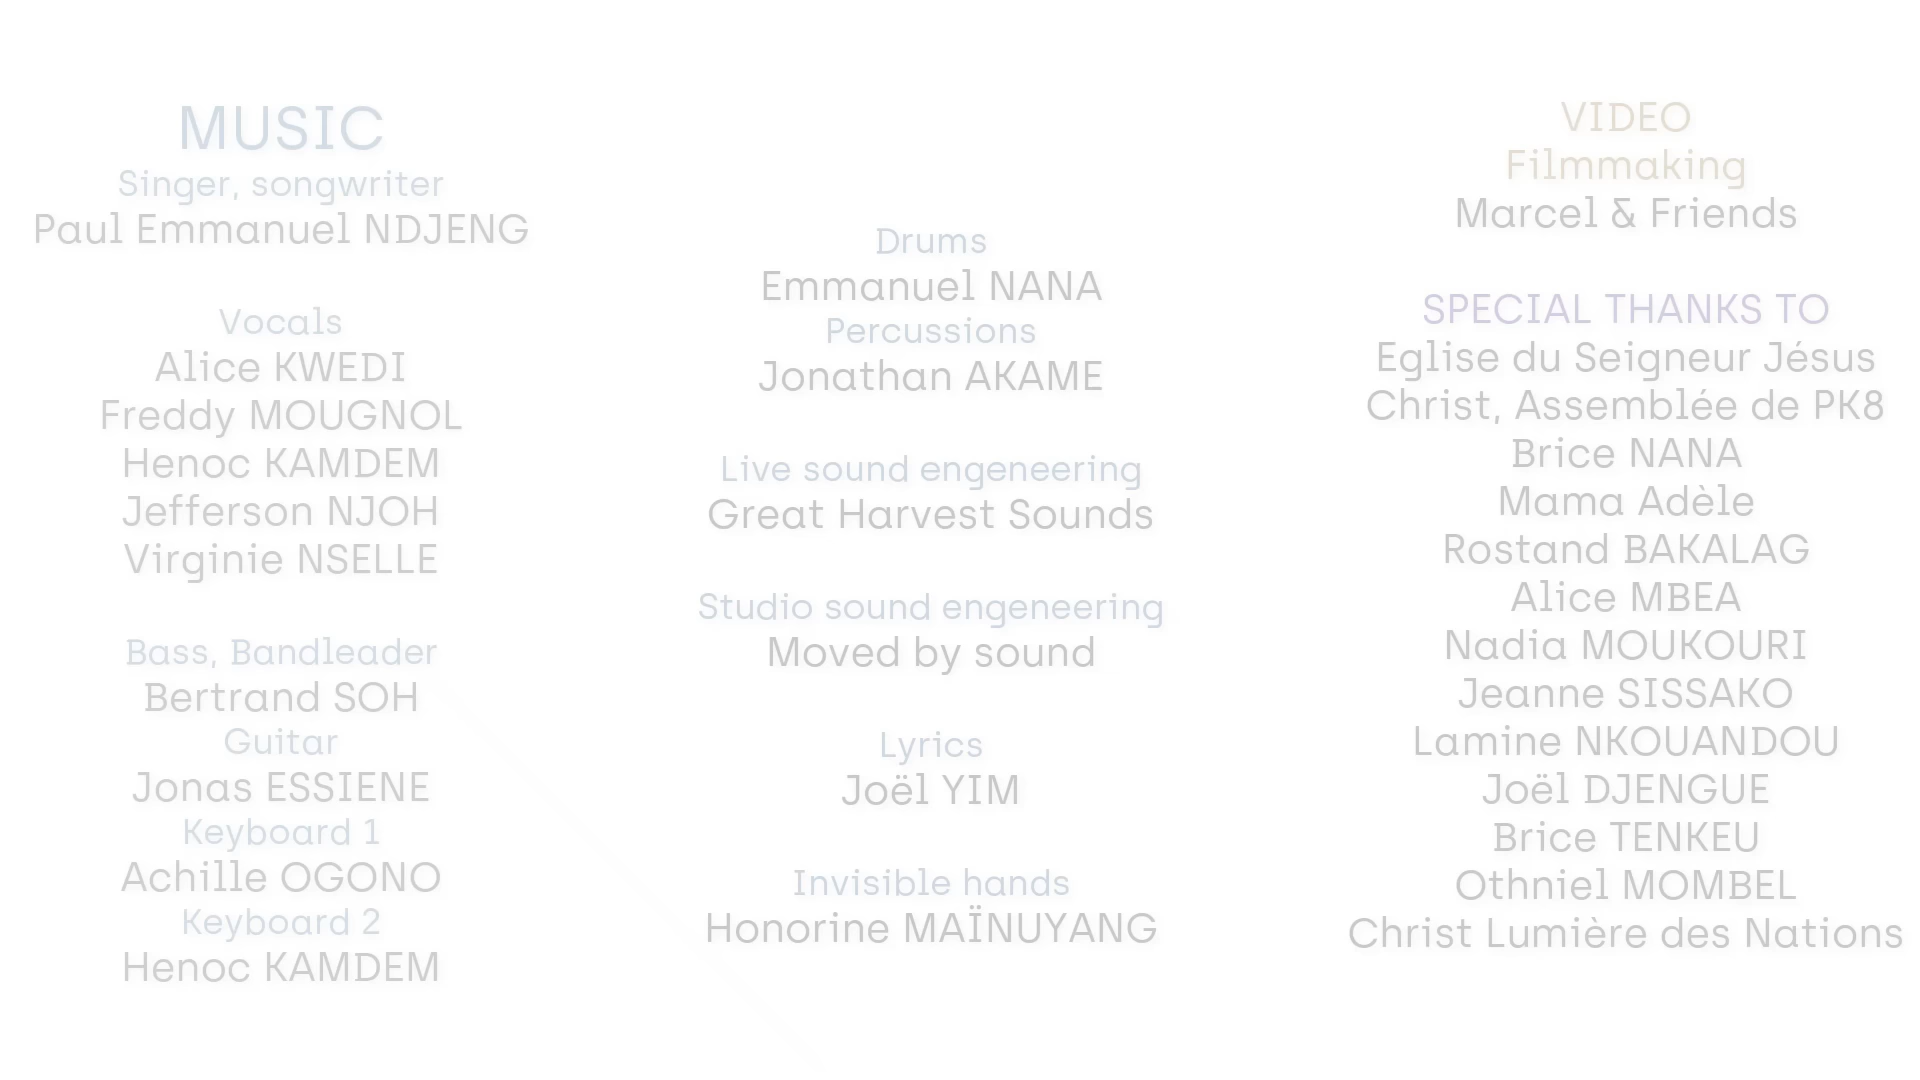 MUSIC
Singer, songwriter
Paul Emmanuel NDJENG
Vocals
Alice KWEDI
Freddy MOUGNOL
Henoc KAMDEM
Jefferson NJOH
Virginie NSELLE
Bass, Bandleader
Bertrand SOH
Guitar
Jonas ESSIENE
Keyboard 1
Achille OGONO
Keyboard 2
Henoc KAMDEM
Drums
Emmanuel NANA
Percussions
Jonathan AKAME
Live sound engeneering
Great Harvest Sounds
Studio sound engeneering
Moved by sound
Lyrics
Joël YIM
Invisible hands
Honorine MAÏNUYANG
VIDEO
Filmmaking
Marcel & Friends
SPECIAL THANKS TO
Eglise du Seigneur Jésus
Christ, Assemblée de PK8
Brice NANA
Mama Adèle
Rostand BAKALAG
Alice MBEA
Nadia MOUKOURI
Jeanne SISSAKO
Lamine NKOUANDOU
Joël DJENGUE
Brice TENKEU
Othniel MOMBEL
Christ Lumière des Nations